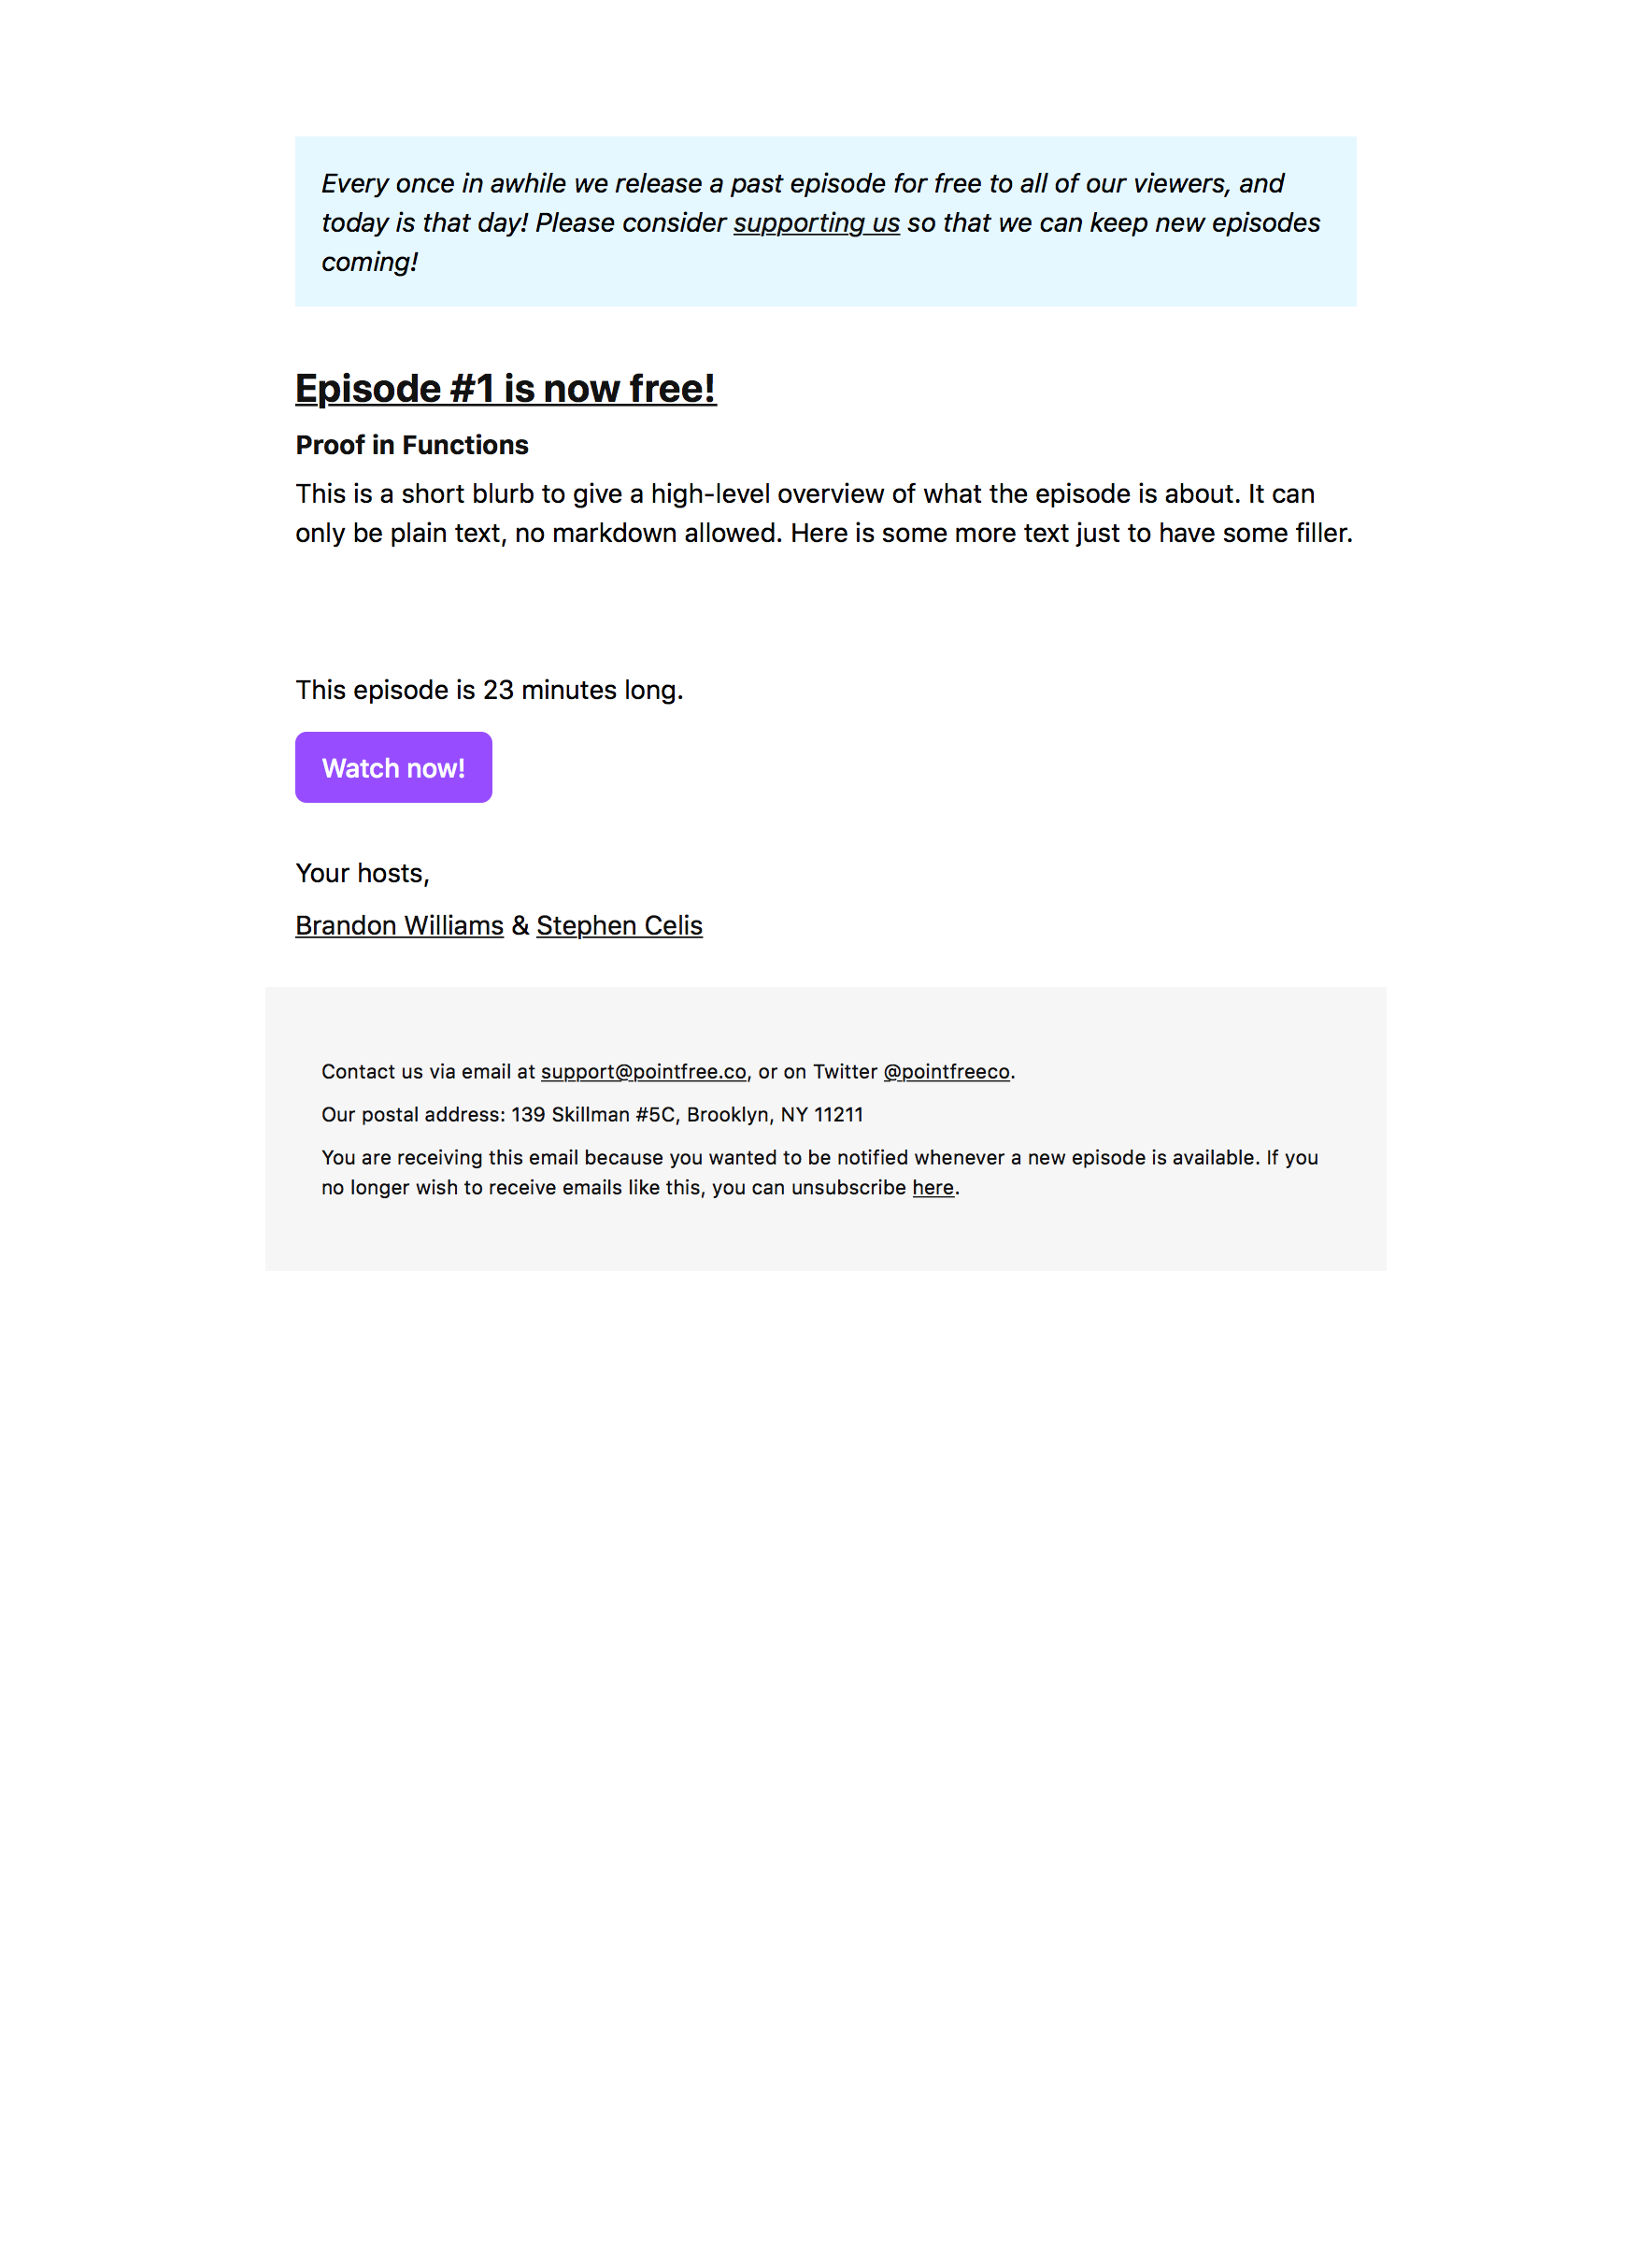 Every once in awhile we release a past episode for free to all of our viewers, and
today is that day! Please consider supporting us so that we can keep new episodes
coming!
Episode #1 is now free!
Proof in Functions
This is a short blurb to give a high-level overview of what the episode is about. It can
only be plain text, no markdown allowed. Here is some more text just to have some filler.
This episode is 23 minutes long.
Watch now!
Your hosts,
Brandon Williams & Stephen Celis
Contact us via email at support@pointfree.co, or on Twitter @pointfreeco.
Our postal address: 139 Skillman #5C, Brooklyn, NY 11211
You are receiving this email because you wanted to be notified whenever a new episode is available. If you
no longer wish to receive emails like this, you can unsubscribe here.